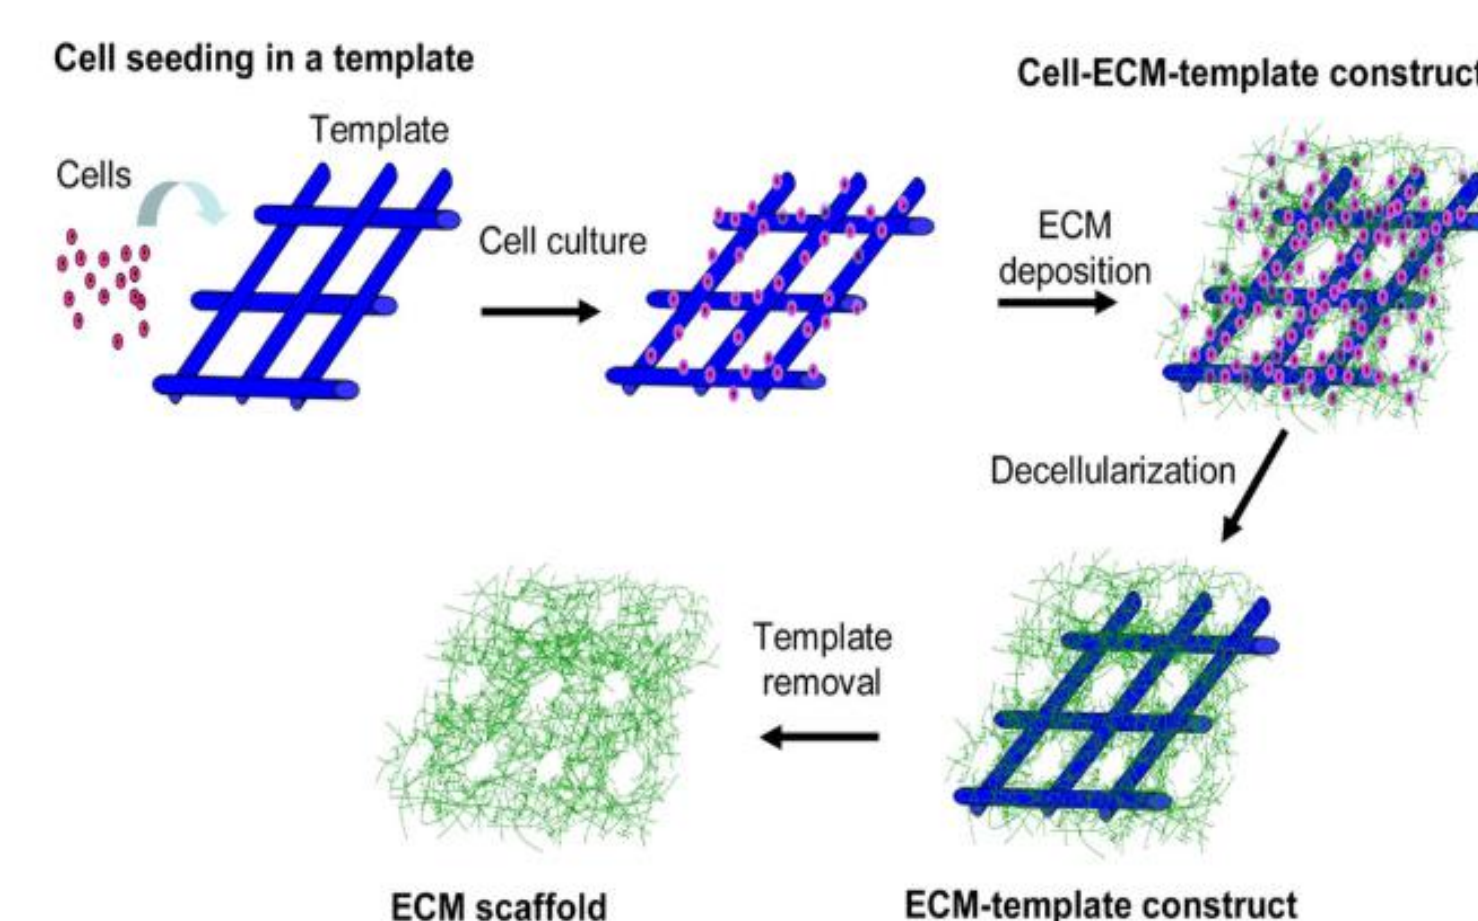 Cell seeding in a template
Cell-ECM-template construct
Template
Cells
Cell culture
ECM
deposition
Decellularization
Template
removal
ECM scaffold
ECM-template construct